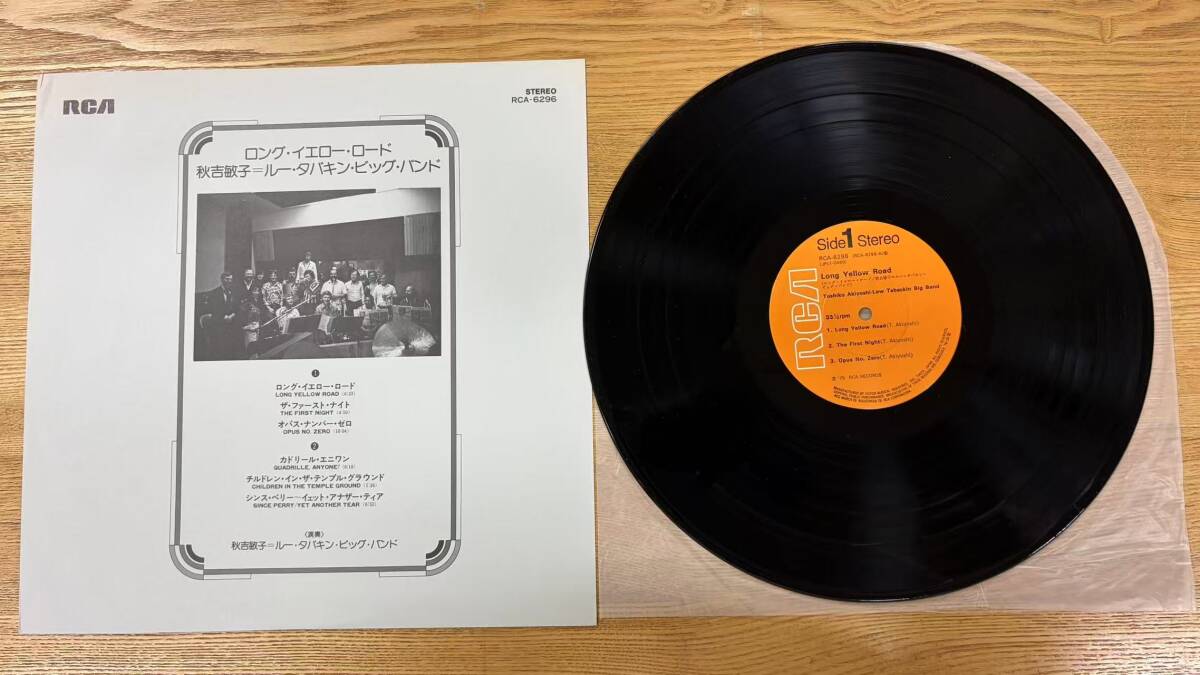 RCA
STEREO
RCA-6296
ロング・イエロー・ロード
秋吉敏子=ルー・タバキン・ビッグ・バンド
❶
ロング・イエロー・ロード
LONG YELLOW ROAD
ザ・ファースト・ナイト
THE FIRST NIGHT
オパス・ナンバー・ゼロ
OPUS NO. ZERO
❷
カドリール・エニワン
QUADRILLE, ANYONE?
チルドレン・イン・ザ・テンプル・グラウンド
CHILDREN IN THE TEMPLE GROUND
シンス・ペリー〜イェット・アナザー・ティア
SINCE PERRY/YET ANOTHER TEAR
〈演奏〉
秋吉敏子=ルー・タバキン・ビッグ・バンド
Side 1 Stereo
RCA-6296
RCA
Long Yellow Road
Toshiko Akiyoshi-Lew Tabackin Big Band
33⅓rpm
1. Long Yellow Road (T. Akiyoshi)
2. The First Night (T. Akiyoshi)
3. Opus No. Zero (T. Akiyoshi)
℗ '75 RCA RECORDS